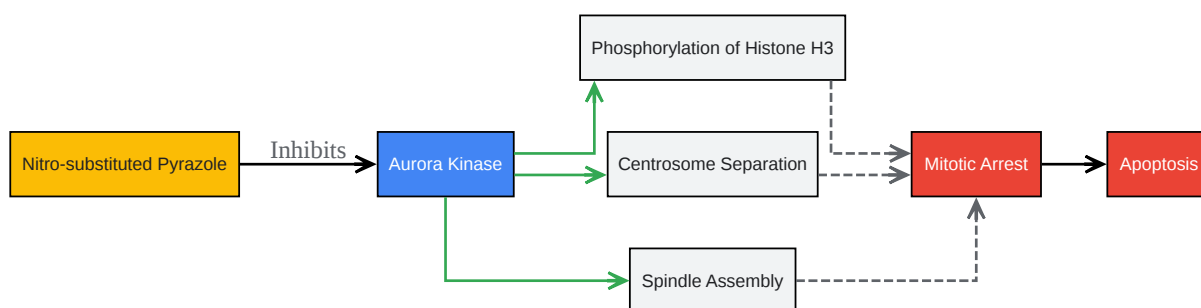 Phosphorylation of Histone H3
Nitro-substituted Pyrazole
Inhibits
Aurora Kinase
Centrosome Separation
Mitotic Arrest
Apoptosis
Spindle Assembly